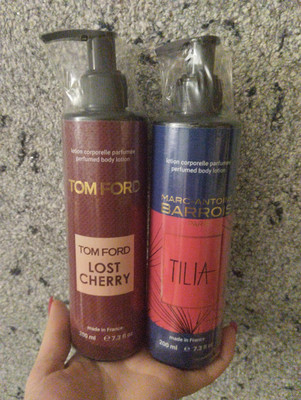 lotion corporelle parfumée
perfumed body lotion
TOM FORD
TOM FORD
LOST
CHERRY
made in France
200 ml e 7.3 fl oz
lotion corporelle parfumée
perfumed body lotion
MARC-ANTOINE
BARROIS
TILIA
made in France
200 ml e 7.3 fl oz